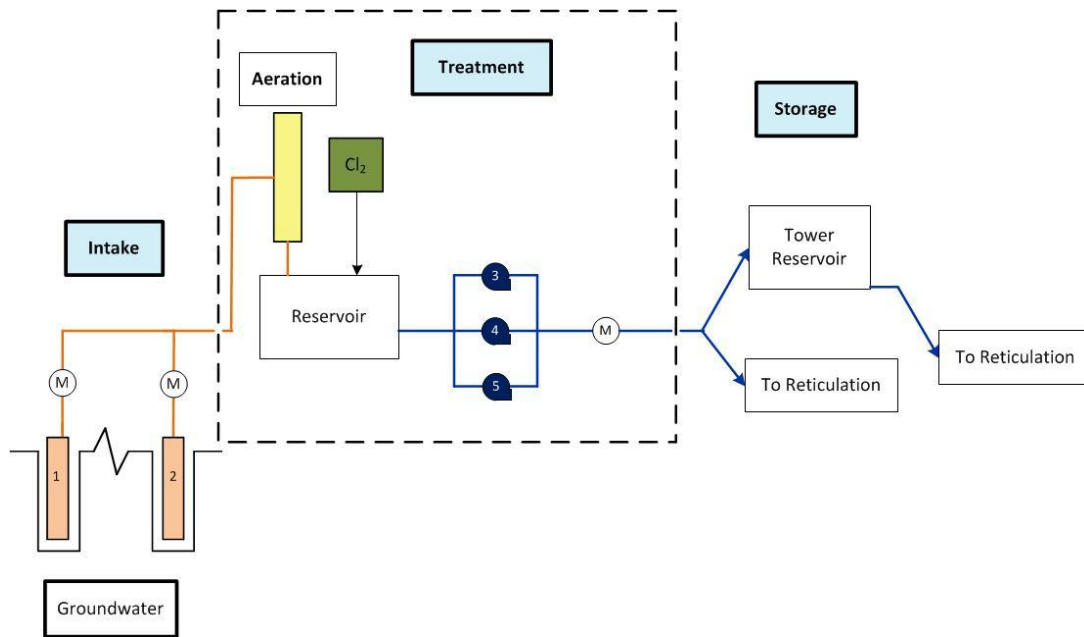 Treatment
Aeration
Storage
Cl₂
Intake
Tower
Reservoir
3
Reservoir
4
M
To Reticulation
M
M
5
To Reticulation
1
2
Groundwater